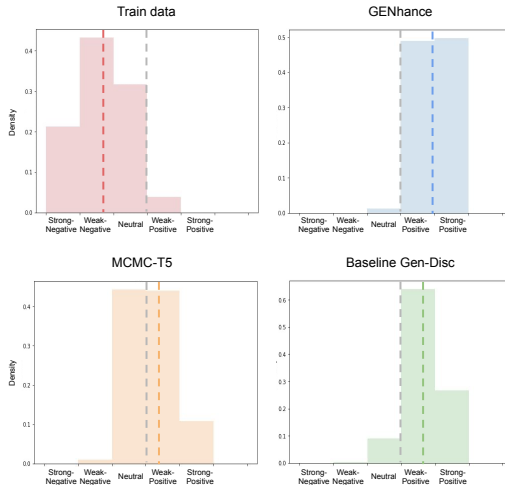 Train data
GENhance
Density
0.4
0.3
0.2
0.1
0.0
Strong-
Negative
Weak-
Negative
Neutral
Weak-
Positive
Strong-
Positive
0.5
0.4
0.3
0.2
0.1
0.0
Strong-
Negative
Weak-
Negative
Neutral
Weak-
Positive
Strong-
Positive
MCMC-T5
Baseline Gen-Disc
Density
0.4
0.3
0.2
0.1
0.0
Strong-
Negative
Weak-
Negative
Neutral
Weak-
Positive
Strong-
Positive
0.6
0.5
0.4
0.3
0.2
0.1
0.0
Strong-
Negative
Weak-
Negative
Neutral
Weak-
Positive
Strong-
Positive